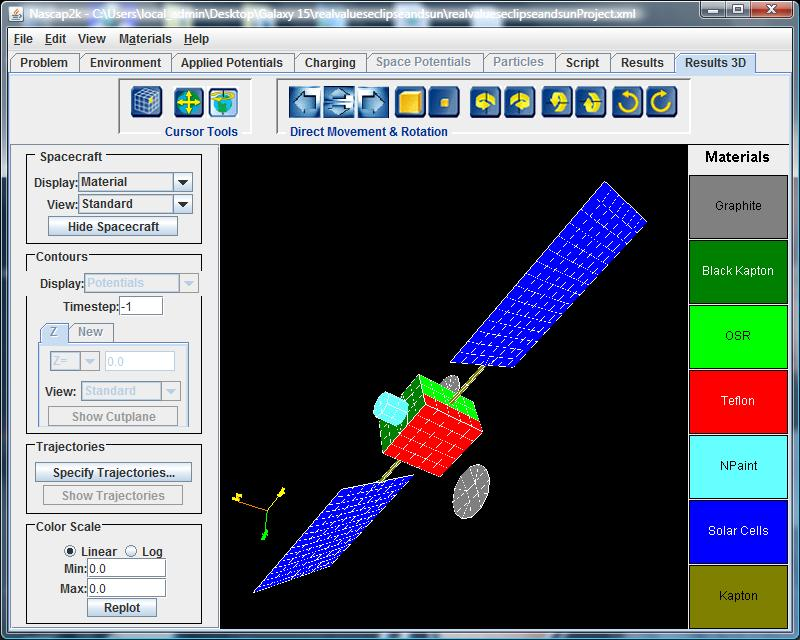 Nascap2k - C:\Users\local_admin\Desktop\Galaxy 15\realvalueseclipseandsun\realvalueseclipseandsunProject.xml
File Edit View Materials Help
Problem Environment Applied Potentials Charging Space Potentials Particles Script Results Results 3D
Cursor Tools Direct Movement & Rotation
Spacecraft
Display: Material
View: Standard
Hide Spacecraft
Contours
Display: Potentials
Timestep: -1
Z New
Z= 0.0
View: Standard
Show Cutplane
Trajectories
Specify Trajectories...
Show Trajectories
Color Scale
Linear Log
Min: 0.0
Max: 0.0
Replot
Materials
Graphite
Black Kapton
OSR
Teflon
NPaint
Solar Cells
Kapton